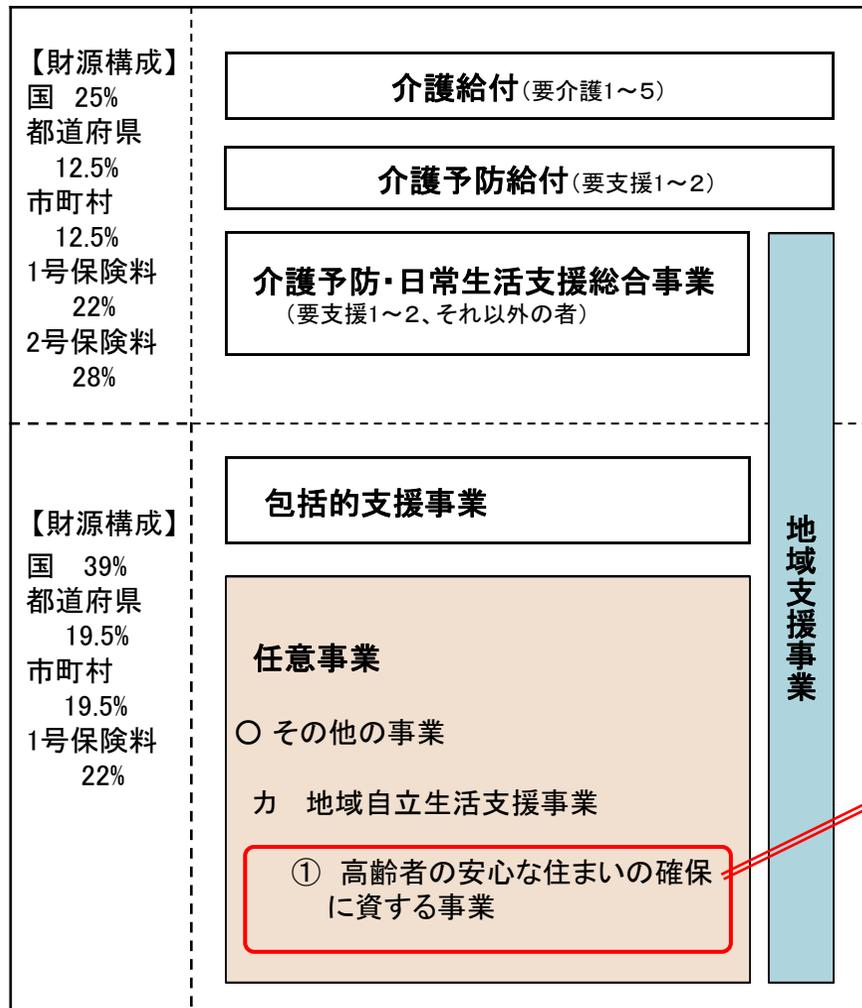 【財源構成】
国 25%
都道府県
12.5%
市町村
12.5%
1号保険料
22%
2号保険料
28%
介護給付(要介護1～5)
介護予防給付(要支援1～2)
介護予防・日常生活支援総合事業
(要支援1～2、それ以外の者)
【財源構成】
国 39%
都道府県
19.5%
市町村
19.5%
1号保険料
22%
包括的支援事業
任意事業
〇 その他の事業
カ 地域自立生活支援事業
① 高齢者の安心な住まいの確保
に資する事業
地域支援事業